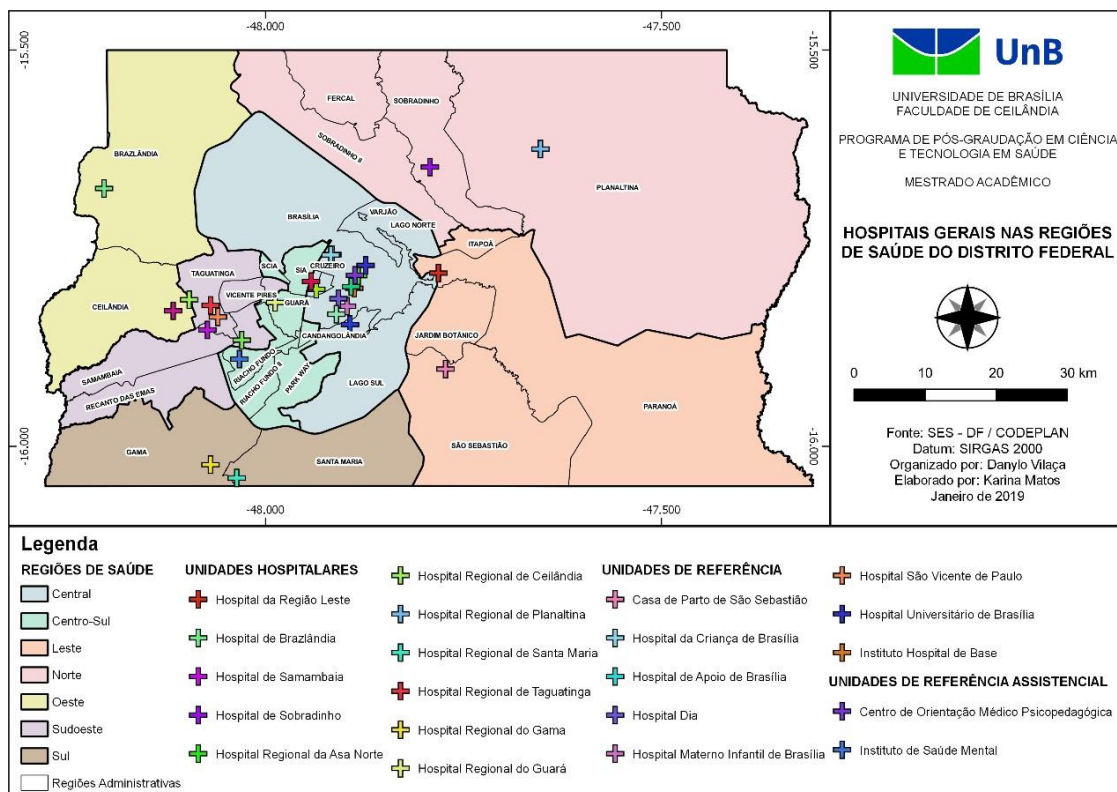 -48.000
-47.500
-15.500
-15.500
FERCAL
SOBRADINHO
SOBRADINHO II
BRAZLÂNDIA
PLANALTINA
BRASÍLIA
VARJÃO
LAGO NORTE
ITAPOÃ
SCIA
SIA
CRUZEIRO
TAGUATINGA
VICENTE PIRES
GUARÁ
CEILÂNDIA
CANDANGOLÂNDIA
JARDIM BOTÂNICO
RIACHO FUNDO
RIACHO FUNDO II
PARK WAY
LAGO SUL
SAMAMBAIA
RECANTO DAS EMAS
PARANOÁ
SÃO SEBASTIÃO
GAMA
SANTA MARIA
-16.000
-16.000
-48.000
-47.500
UnB
UNIVERSIDADE DE BRASÍLIA
FACULDADE DE CEILÂNDIA
PROGRAMA DE PÓS-GRAUDAÇÃO EM CIÊNCIA
E TECNOLOGIA EM SAÚDE
MESTRADO ACADÊMICO
HOSPITAIS GERAIS NAS REGIÕES
DE SAÚDE DO DISTRITO FEDERAL
0 10 20 30 km
Fonte: SES - DF / CODEPLAN
Datum: SIRGAS 2000
Organizado por: Danylo Vilaça
Elaborado por: Karina Matos
Janeiro de 2019
Legenda
REGIÕES DE SAÚDE
Central
Centro-Sul
Leste
Norte
Oeste
Sudoeste
Sul
Regiões Administrativas
UNIDADES HOSPITALARES
Hospital da Região Leste
Hospital de Brazlândia
Hospital de Samambaia
Hospital de Sobradinho
Hospital Regional da Asa Norte
Hospital Regional de Ceilândia
Hospital Regional de Planaltina
Hospital Regional de Santa Maria
Hospital Regional de Taguatinga
Hospital Regional do Gama
Hospital Regional do Guará
UNIDADES DE REFERÊNCIA
Casa de Parto de São Sebastião
Hospital da Criança de Brasília
Hospital de Apoio de Brasília
Hospital Dia
Hospital Materno Infantil de Brasília
Hospital São Vicente de Paulo
Hospital Universitário de Brasília
Instituto Hospital de Base
UNIDADES DE REFERÊNCIA ASSISTENCIAL
Centro de Orientação Médico Psicopedagógica
Instituto de Saúde Mental